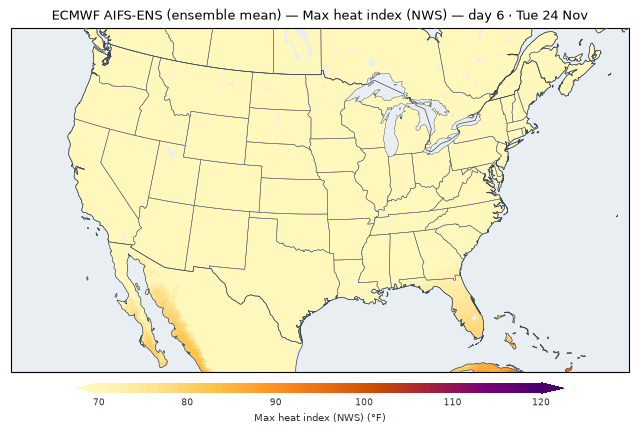 ECMWF AIFS-ENS (ensemble mean) — Max heat index (NWS) — day 6 · Tue 24 Nov
70 80 90 100 110 120
Max heat index (NWS) (°F)